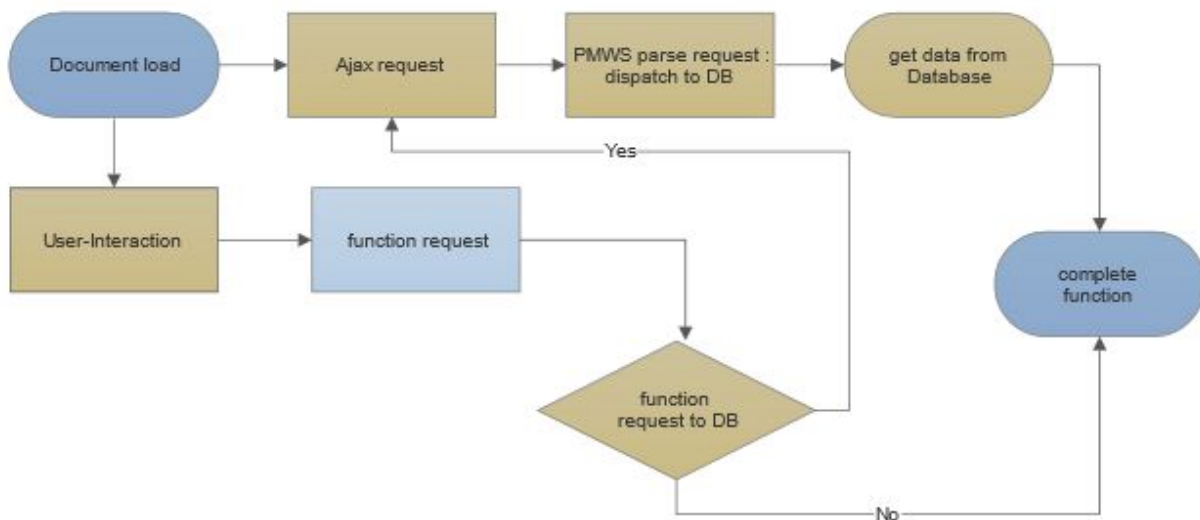 Document load
Ajax request
PMWS parse request :
dispatch to DB
get data from
Database
Yes
User-Interaction
function request
complete
function
function
request to DB
No